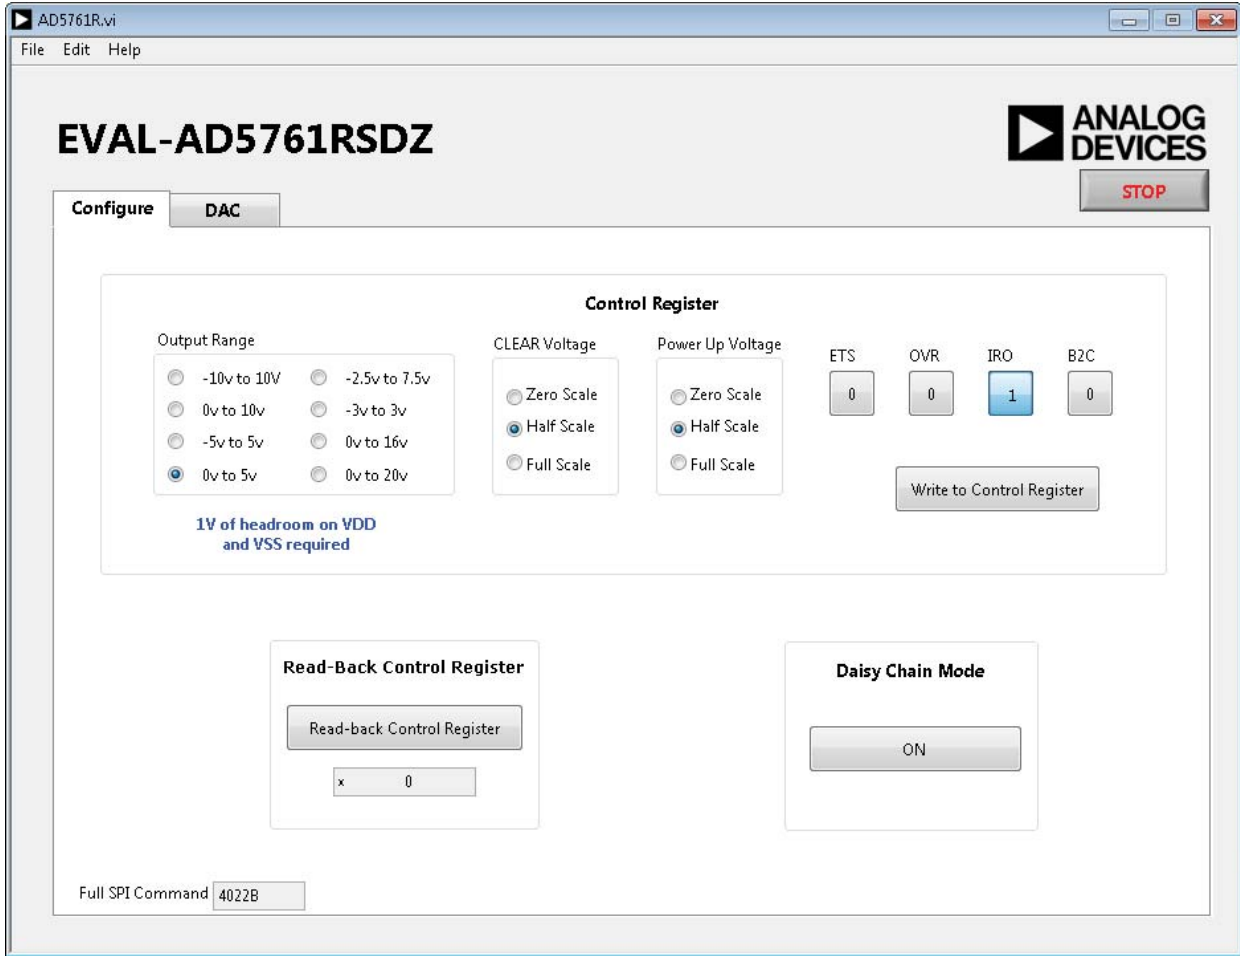 AD5761R.vi
File Edit Help
EVAL-AD5761RSDZ
ANALOG
DEVICES
STOP
Configure DAC
Control Register
Output Range CLEAR Voltage Power Up Voltage ETS OVR IRO B2C
-10v to 10V -2.5v to 7.5v
0v to 10v -3v to 3v
-5v to 5v 0v to 16v
0v to 5v 0v to 20v
Zero Scale
Half Scale
Full Scale
Zero Scale
Half Scale
Full Scale
0 0 1 0
Write to Control Register
1V of headroom on VDD
and VSS required
Read-Back Control Register
Read-back Control Register
x 0
Daisy Chain Mode
ON
Full SPI Command 4022B